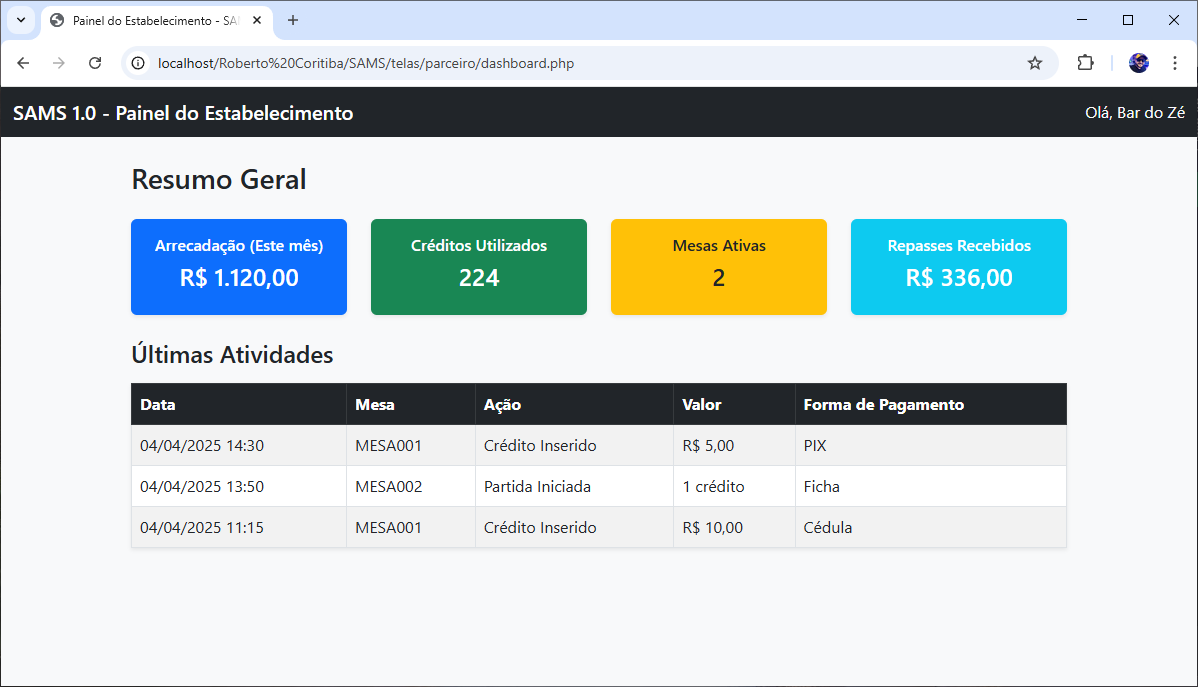 Painel do Estabelecimento - SA
localhost/Roberto%20Coritiba/SAMS/telas/parceiro/dashboard.php
SAMS 1.0 - Painel do Estabelecimento Olá, Bar do Zé
Resumo Geral
Arrecadação (Este mês)
R$ 1.120,00
Créditos Utilizados
224
Mesas Ativas
2
Repasses Recebidos
R$ 336,00
Últimas Atividades
Data Mesa Ação Valor Forma de Pagamento
04/04/2025 14:30 MESA001 Crédito Inserido R$ 5,00 PIX
04/04/2025 13:50 MESA002 Partida Iniciada 1 crédito Ficha
04/04/2025 11:15 MESA001 Crédito Inserido R$ 10,00 Cédula